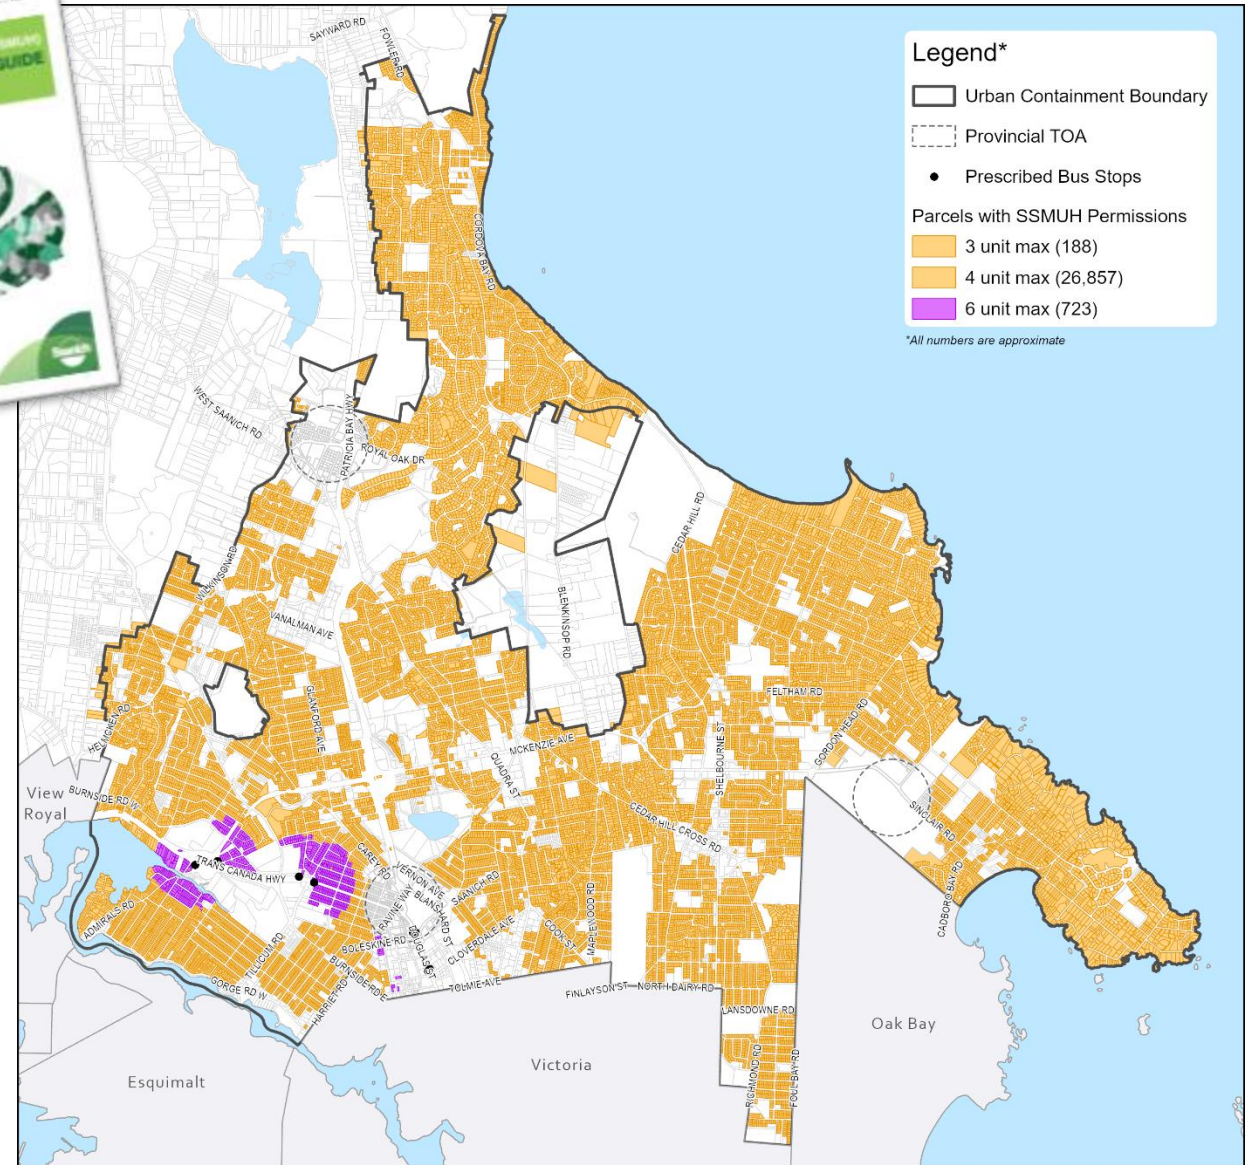 SSMUH)
GUIDE
Legend*
Urban Containment Boundary
Provincial TOA
Prescribed Bus Stops
Parcels with SSMUH Permissions
3 unit max (188)
4 unit max (26,857)
6 unit max (723)
*All numbers are approximate
SAYWARD RD
FOWLER RD
CORDOVA BAY RD
WEST SAANICH RD
PATRICIA BAY HWY
ROYAL OAK DR
CEDAR HILL RD
WILKINSON RD
BLENKINSOP RD
VANALMAN AVE
FELTHAM RD
GLANFORD AVE
HELMCKEN RD
GORDON HEAD RD
MCKENZIE AVE
SHELBOURNE ST
QUADRA ST
View
Royal
BURNSIDE RD W
SINCLAIR RD
CEDAR HILL CROSS RD
TRANS CANADA HWY
CAREY RD
VERNON AVE
RAVINE WAY
BLANSHARD ST
SAANICH RD
MAPLEWOOD RD
CADBORO BAY RD
ADMIRALS RD
TILLICUM RD
BOLESKINE RD
DOUGLAS ST
CLOVERDALE AVE
COOK ST
BURNSIDE RD E
GORGE RD W
HARRIET RD
TOLMIE AVE
FINLAYSON ST
NORTH DAIRY RD
LANSDOWNE RD
Oak Bay
RICHMOND RD
FOUL BAY RD
Victoria
Esquimalt